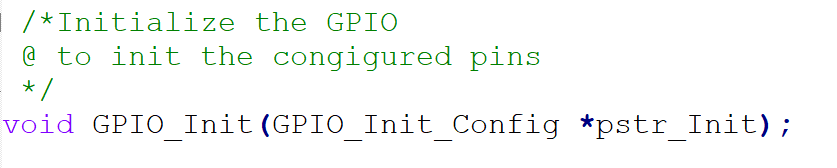 /*Initialize the GPIO
@ to init the congigured pins
*/
void GPIO_Init(GPIO_Init_Config *pstr_Init);